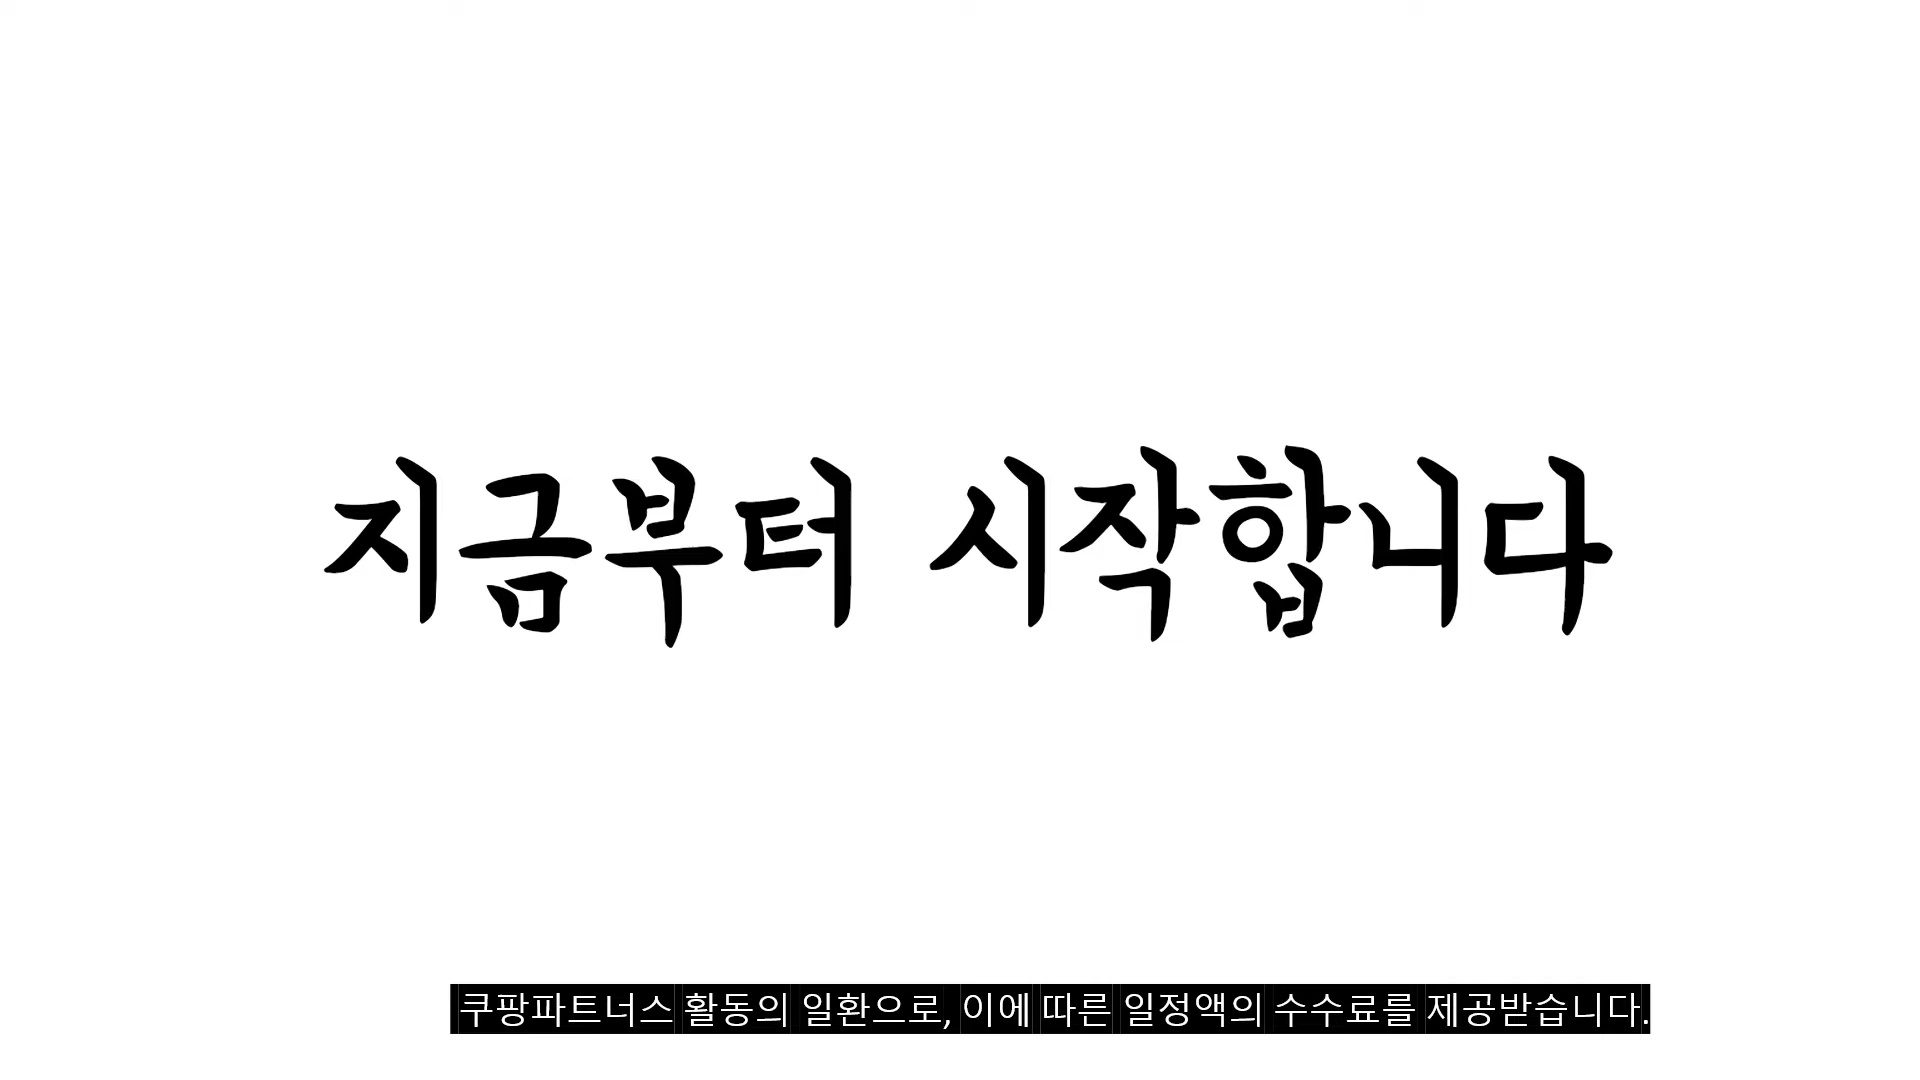 지금부터 시작합니다
쿠팡파트너스 활동의 일환으로, 이에 따른 일정액의 수수료를 제공받습니다.